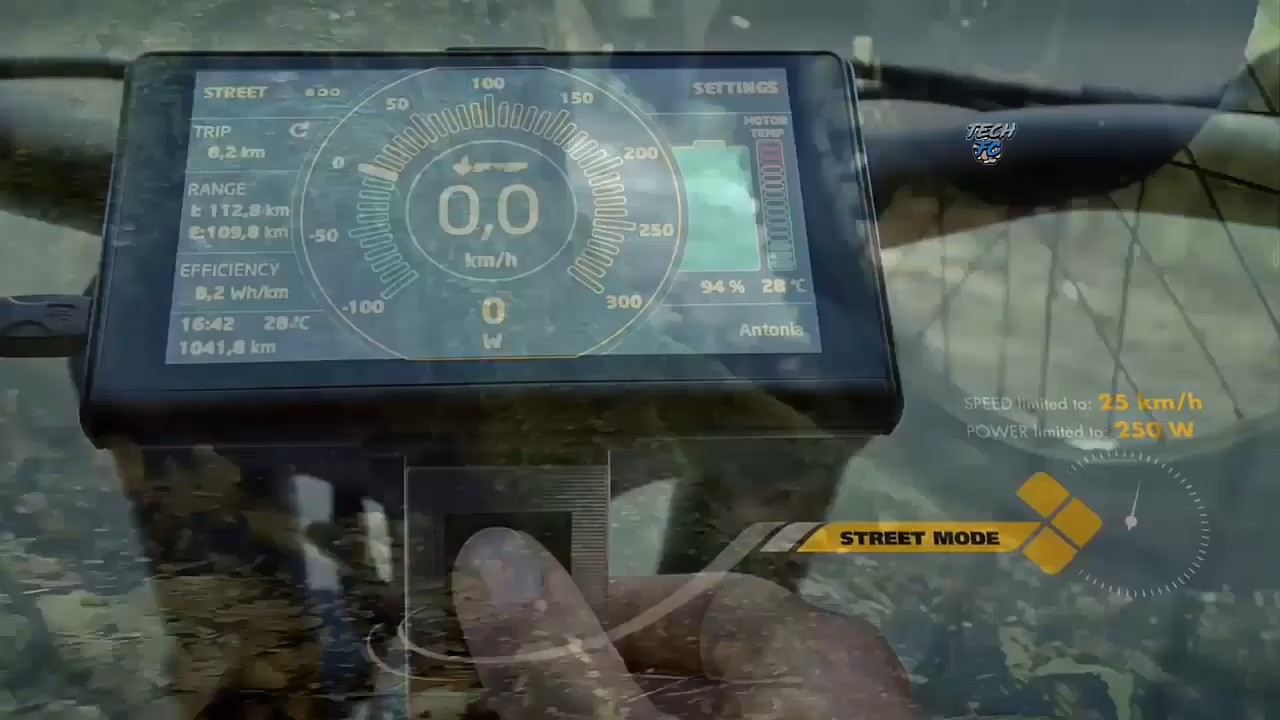 STREET
SETTINGS
TRIP
6,2 km
RANGE
I: 112,8 km
E: 109,8 km
EFFICIENCY
8,2 Wh/km
16:42 28 °C
1041,8 km
-100
-50
0
50
100
150
200
250
300
0,0
km/h
0
W
MOTOR
TEMP
94 % 28 °C
Antonia
TECH
FC
SPEED limited to: 25 km/h
POWER limited to: 250 W
STREET MODE